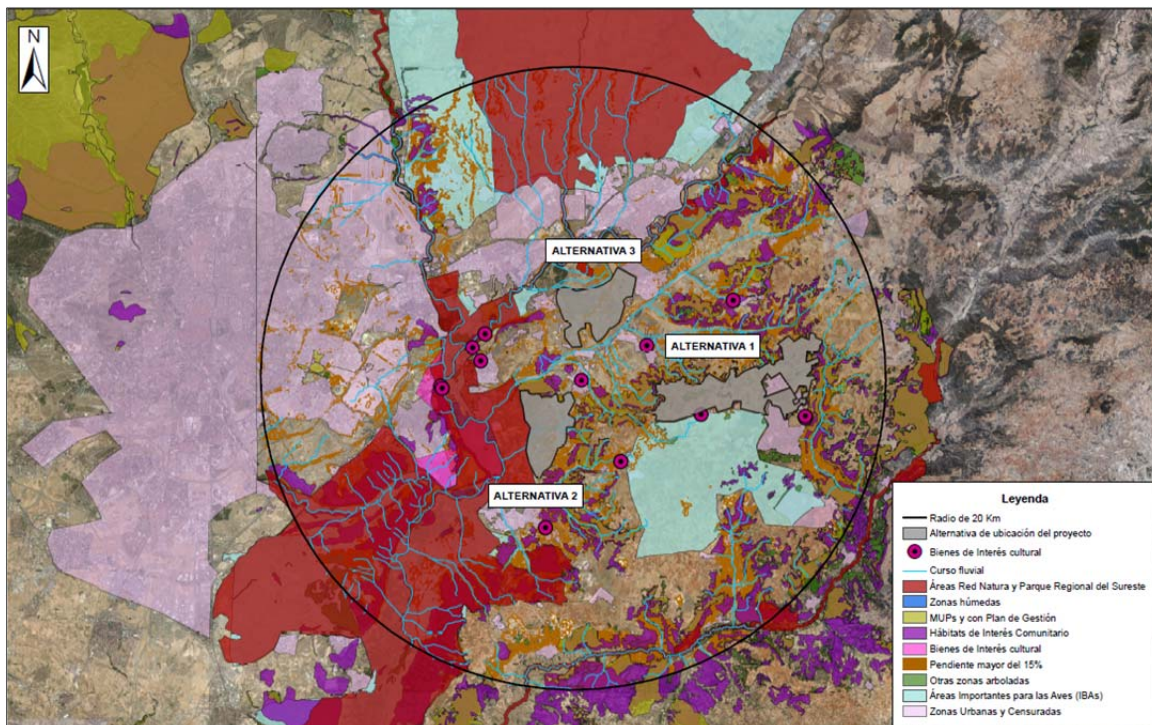 N
ALTERNATIVA 3
ALTERNATIVA 1
ALTERNATIVA 2
Leyenda
Radio de 20 Km
Alternativa de ubicación del proyecto
Bienes de Interés cultural
Curso fluvial
Áreas Red Natura y Parque Regional del Sureste
Zonas húmedas
MUPs y con Plan de Gestión
Hábitats de Interés Comunitario
Bienes de Interés cultural
Pendiente mayor del 15%
Otras zonas arboladas
Áreas Importantes para las Aves (IBAs)
Zonas Urbanas y Censuradas